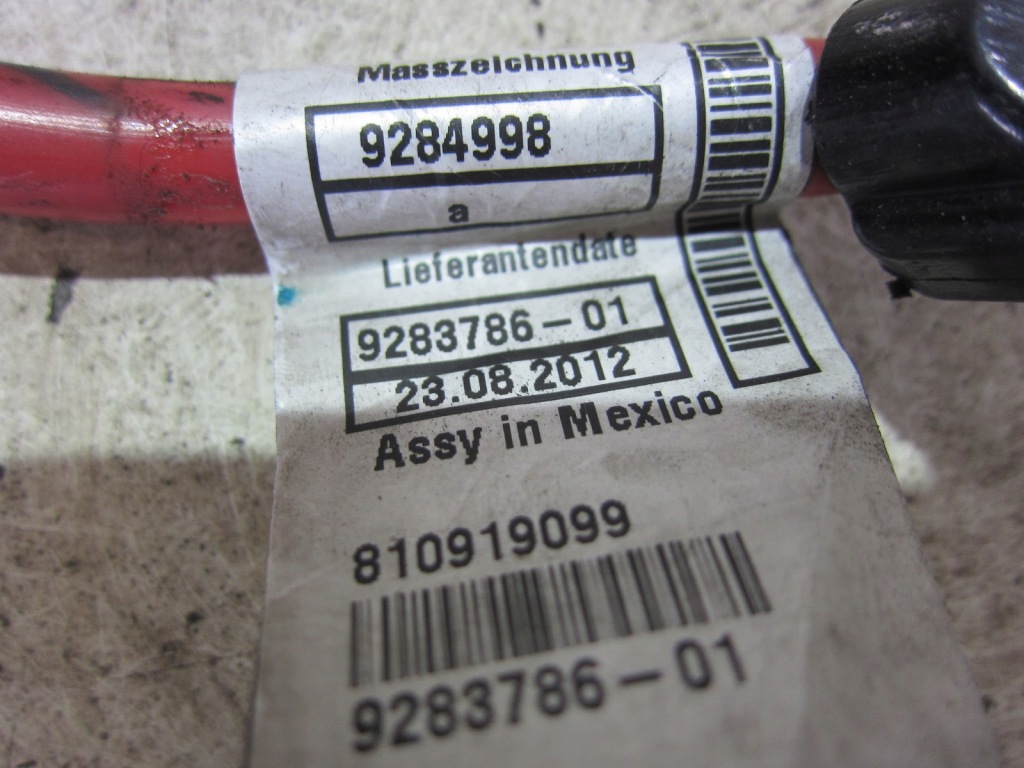 Masszeichnung
9284998
a
Lieferantendate
9283786-01
23.08.2012
Assy in Mexico
810919099
9283786-01